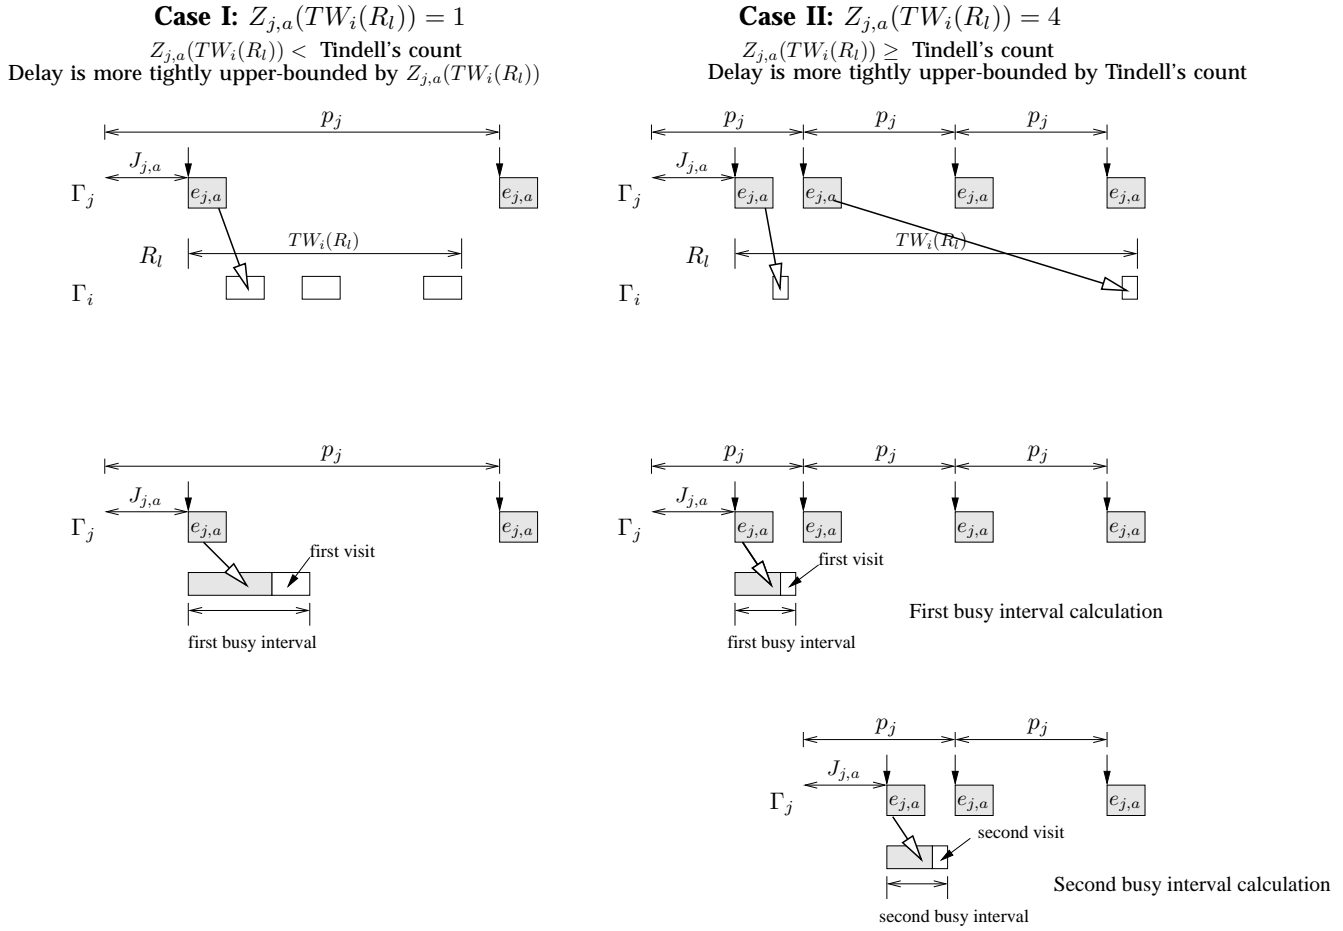 Case I: Z_{j,a}(TW_i(R_l)) = 1
Z_{j,a}(TW_i(R_l)) < Tindell's count
Delay is more tightly upper-bounded by Z_{j,a}(TW_i(R_l))
p_j
J_{j,a}
Γ_j
e_{j,a}
e_{j,a}
TW_i(R_l)
R_l
Γ_i
Case II: Z_{j,a}(TW_i(R_l)) = 4
Z_{j,a}(TW_i(R_l)) ≥ Tindell's count
Delay is more tightly upper-bounded by Tindell's count
p_j p_j p_j
J_{j,a}
Γ_j
e_{j,a} e_{j,a} e_{j,a} e_{j,a}
TW_i(R_l)
R_l
Γ_i
p_j
J_{j,a}
Γ_j
e_{j,a}
e_{j,a}
first visit
first busy interval
p_j p_j p_j
J_{j,a}
Γ_j
e_{j,a} e_{j,a} e_{j,a} e_{j,a}
first visit
First busy interval calculation
first busy interval
p_j p_j
J_{j,a}
Γ_j
e_{j,a} e_{j,a} e_{j,a}
second visit
Second busy interval calculation
second busy interval